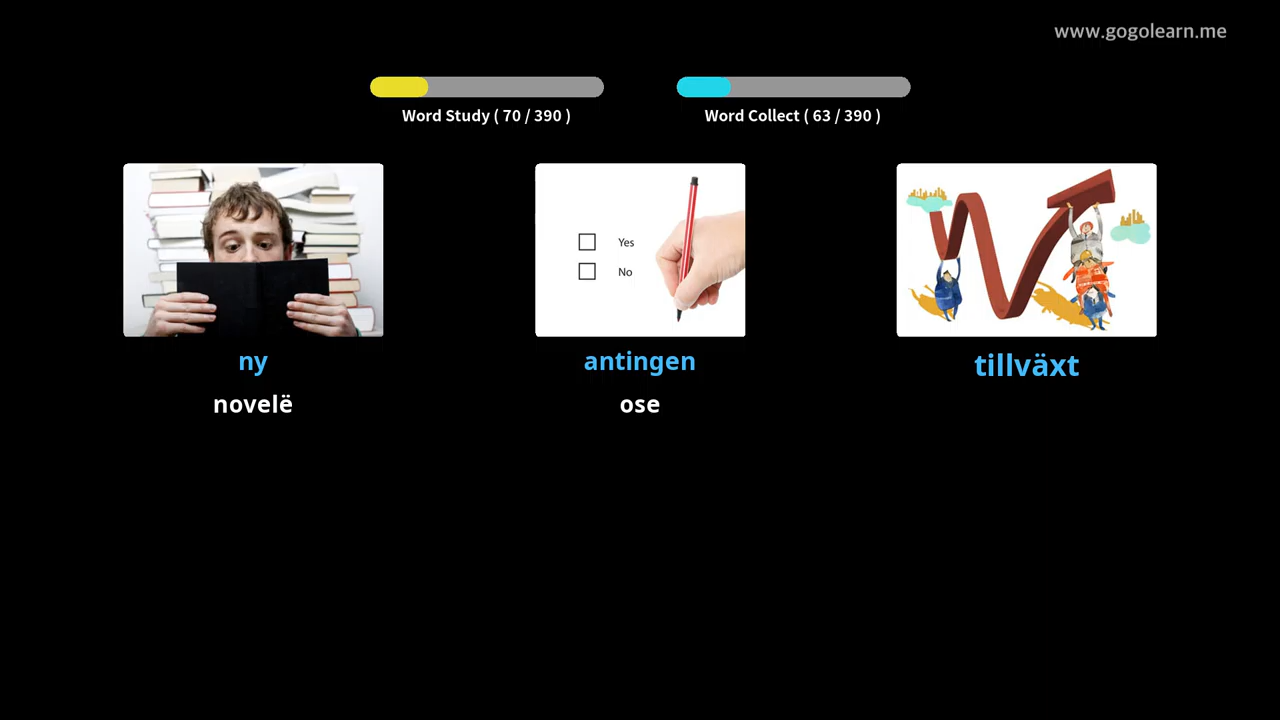 www.gogolearn.me
Word Study ( 70 / 390 )
Word Collect ( 63 / 390 )
Yes
No
ny
antingen
tillväxt
novelë
ose